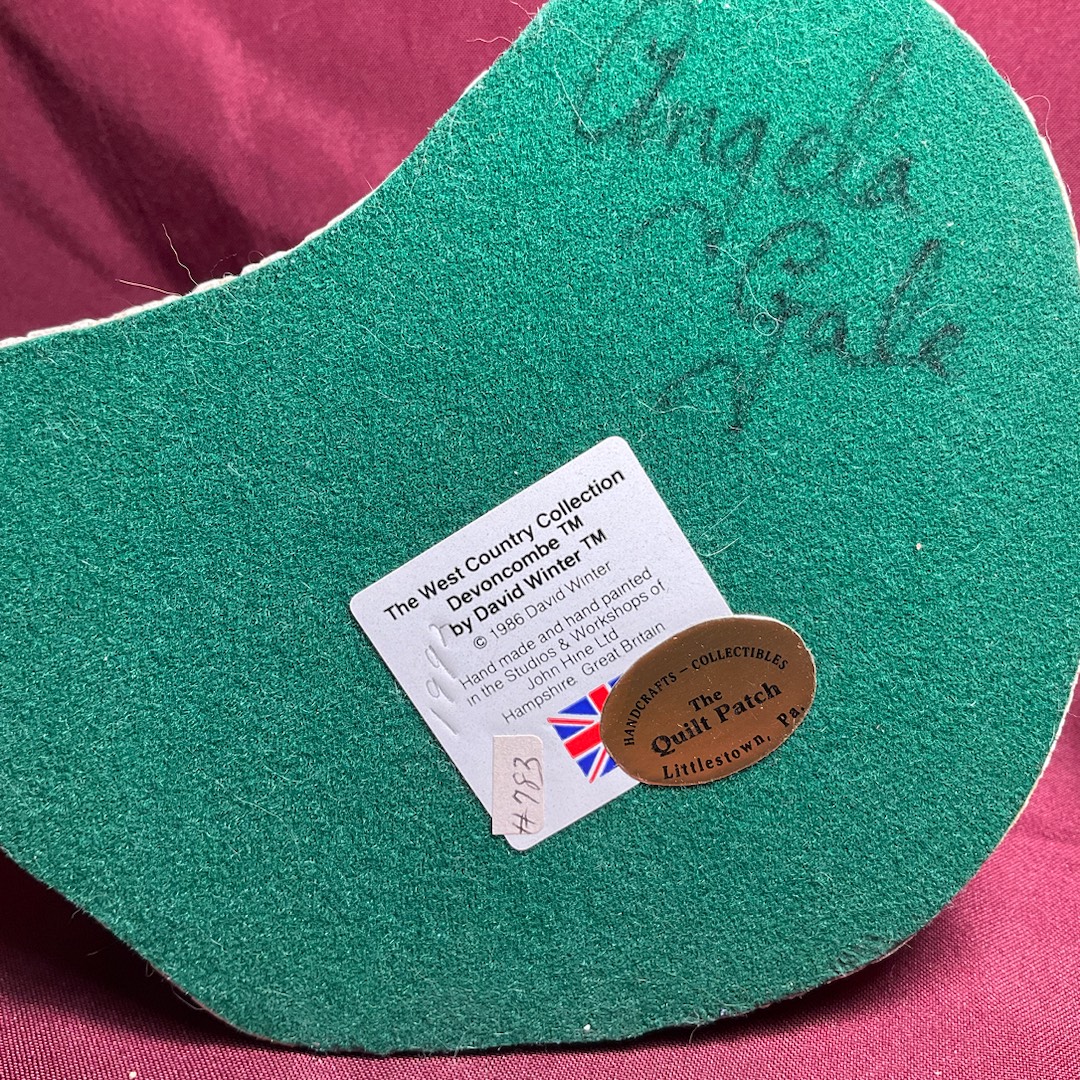 Angela
Gale
The West Country Collection
Devoncombe ™
by David Winter ™
© 1986 David Winter
Hand made and hand painted
in the Studios & Workshops of,
John Hine Ltd
Hampshire Great Britain
#783
HANDCRAFTS – COLLECTIBLES
The
Quilt Patch
Littlestown, Pa.